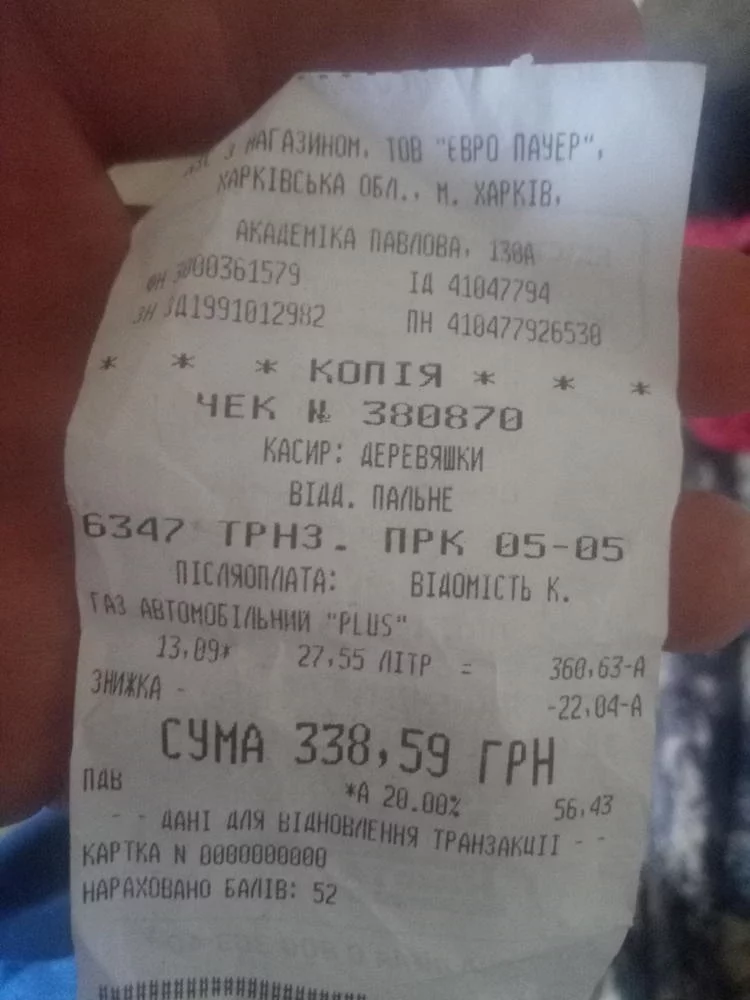 З МАГАЗИНОМ, ТОВ "ЄВРО ПАУЕР",
ХАРКІВСЬКА ОБЛ., М. ХАРКІВ,
АКАДЕМІКА ПАВЛОВА, 130А
ФН 3000361579 ІД 41047794
ЗН ЗД1991012982 ПН 410477926530
* * * КОПІЯ * * *
ЧЕК № 380870
КАСИР: ДЕРЕВЯШКИ
ВІДД. ПАЛЬНЕ
6347 ТРНЗ. ПРК 05-05
ПІСЛЯОПЛАТА: ВІДОМІСТЬ К.
ГАЗ АВТОМОБІЛЬНИЙ "PLUS"
13,09* 27,55 ЛІТР = 360,63-А
ЗНИЖКА - -22,04-А
СУМА 338,59 ГРН
ПДВ *А 20.00% 56,43
- - ДАНІ ДЛЯ ВІДНОВЛЕННЯ ТРАНЗАКЦІЇ - -
КАРТКА N 0000000000
НАРАХОВАНО БАЛІВ: 52